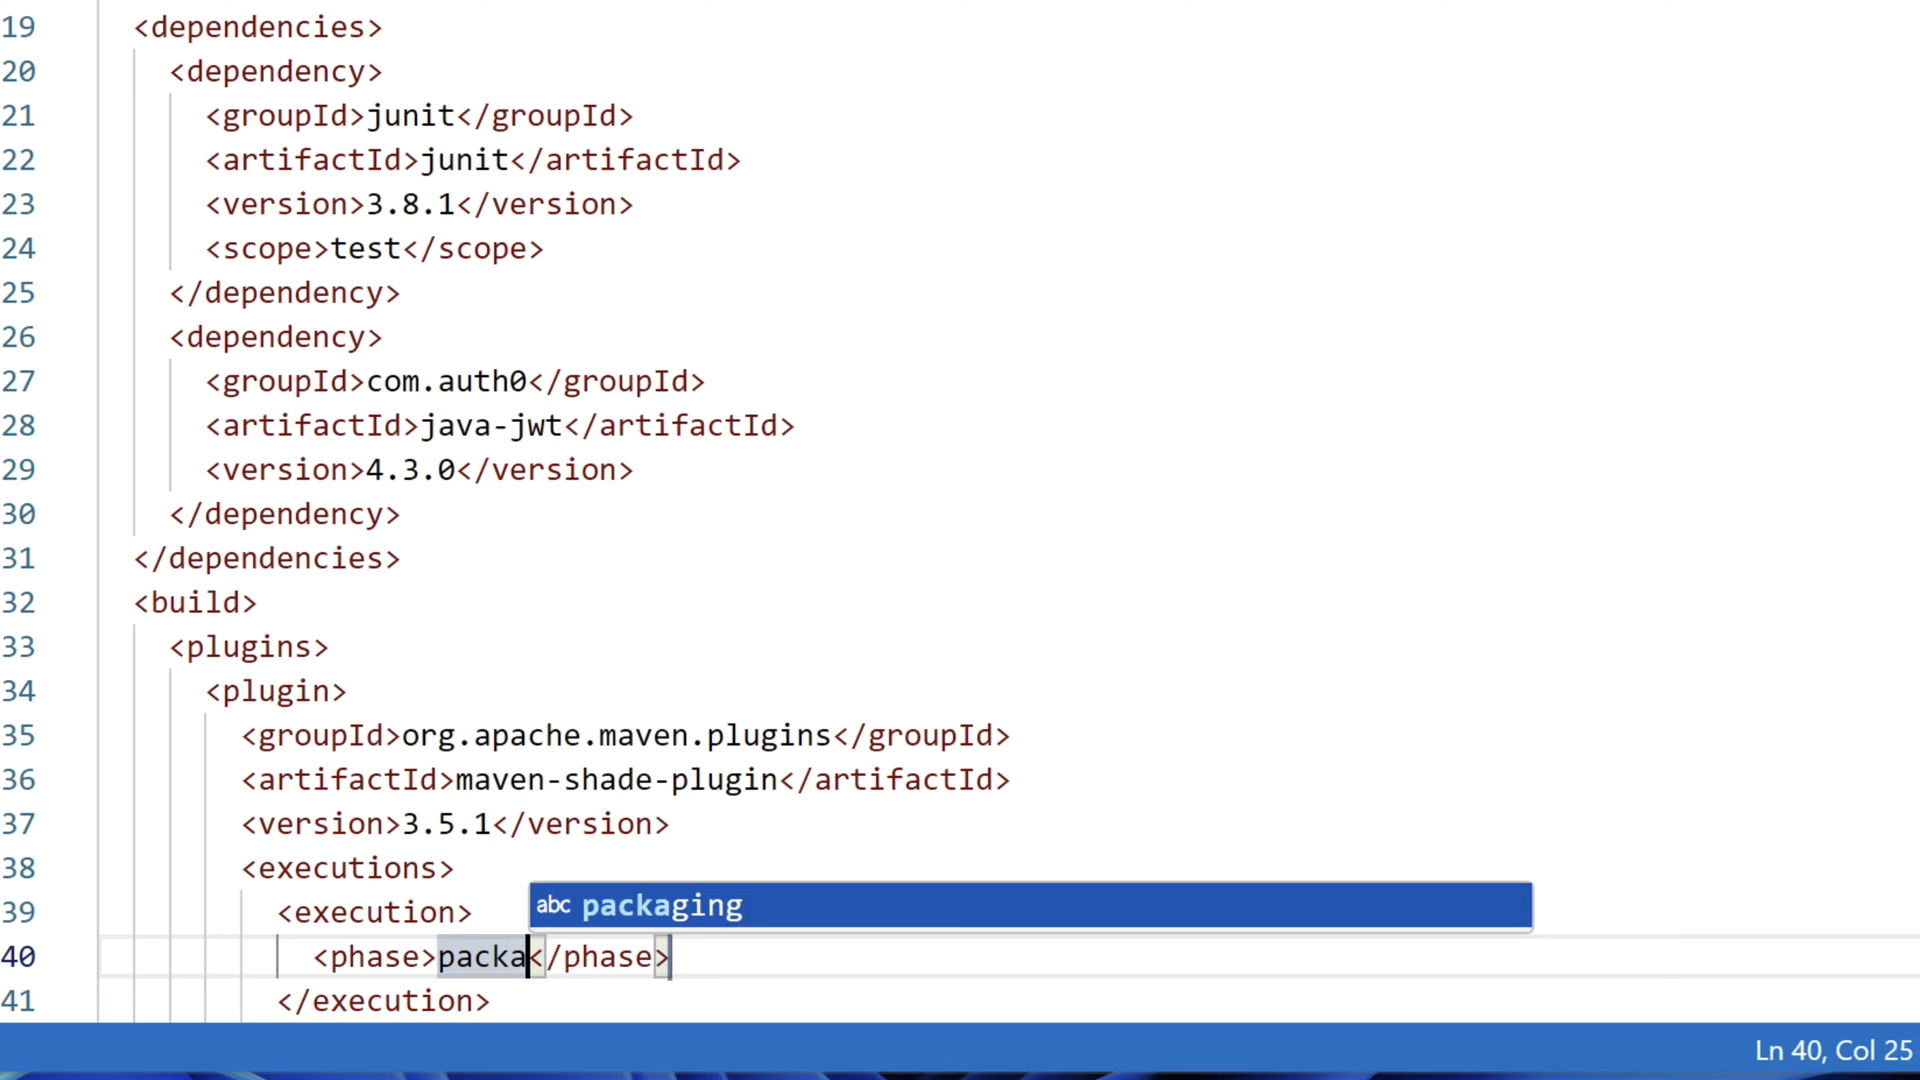 19 <dependencies>
20 <dependency>
21 <groupId>junit</groupId>
22 <artifactId>junit</artifactId>
23 <version>3.8.1</version>
24 <scope>test</scope>
25 </dependency>
26 <dependency>
27 <groupId>com.auth0</groupId>
28 <artifactId>java-jwt</artifactId>
29 <version>4.3.0</version>
30 </dependency>
31 </dependencies>
32 <build>
33 <plugins>
34 <plugin>
35 <groupId>org.apache.maven.plugins</groupId>
36 <artifactId>maven-shade-plugin</artifactId>
37 <version>3.5.1</version>
38 <executions>
abc packaging
39 <execution>
40 <phase>packa</phase>
41 </execution>
Ln 40, Col 25